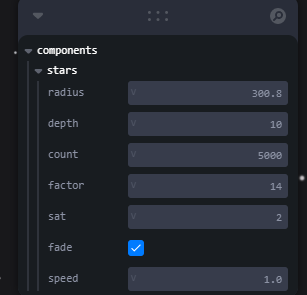 components
stars
radius V 300.8
depth V 10
count V 5000
factor V 14
sat V 2
fade
speed V 1.0